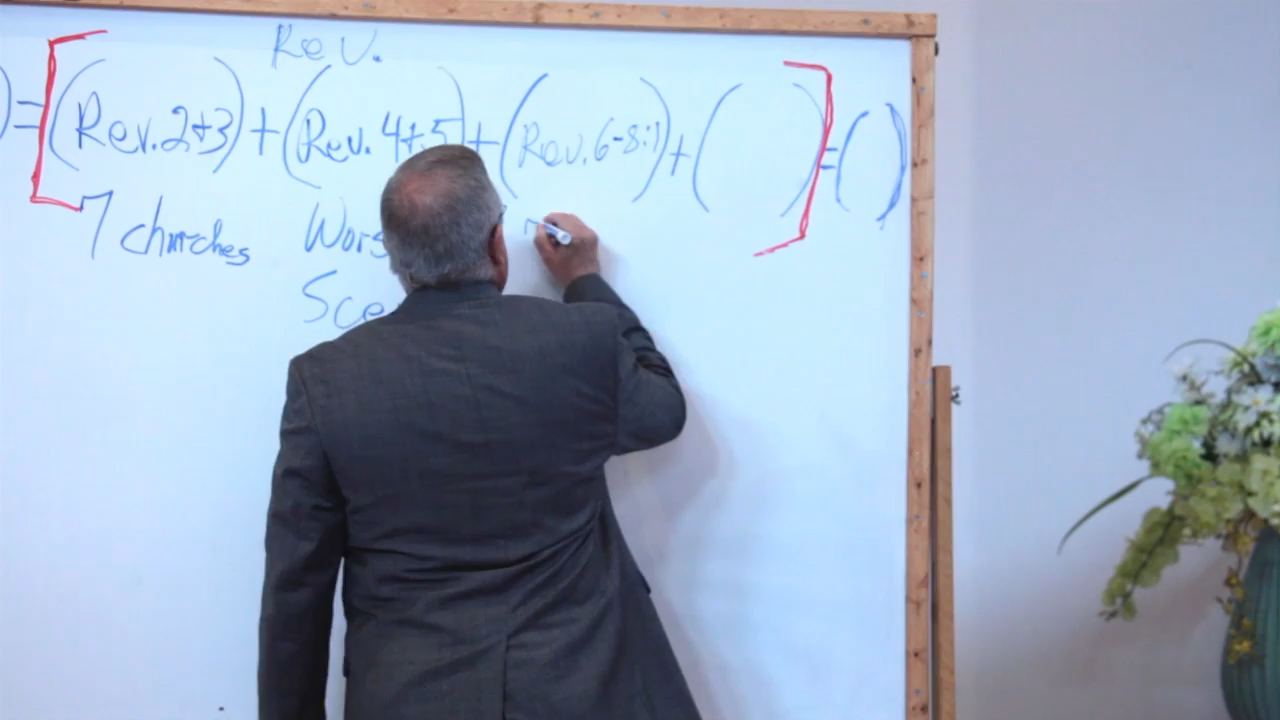 Rev.
) = [(Rev. 2+3) + (Rev. 4+5) + (Rev. 6-8:1) + ( )] = ( )
7 churches